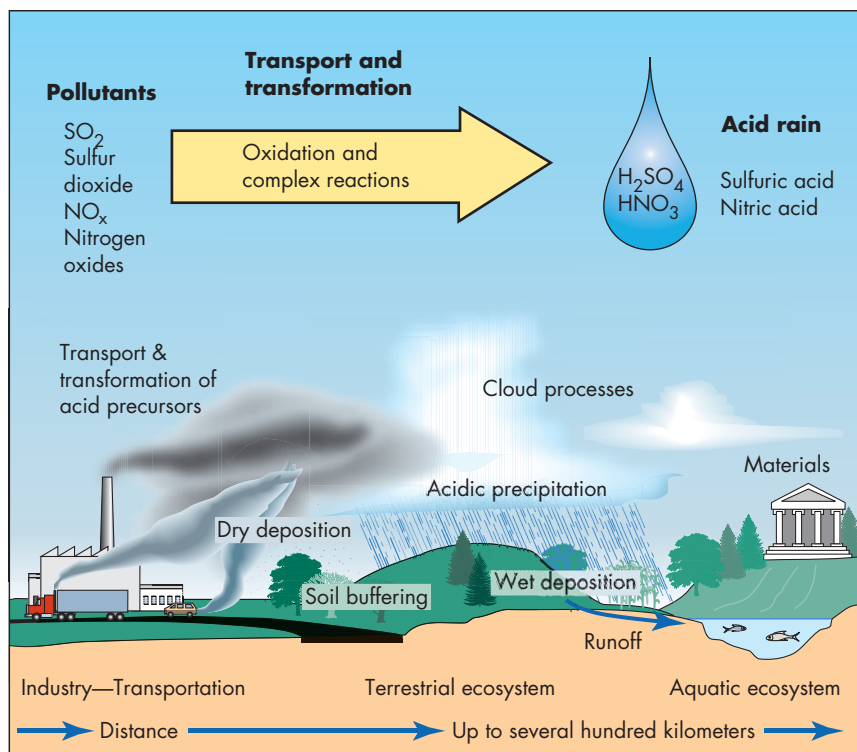 Pollutants
SO₂
Sulfur
dioxide
NOₓ
Nitrogen
oxides
Transport and
transformation
Oxidation and
complex reactions
H₂SO₄
HNO₃
Acid rain
Sulfuric acid
Nitric acid
Transport &
transformation of
acid precursors
Cloud processes
Materials
Acidic precipitation
Dry deposition
Wet deposition
Soil buffering
Runoff
Industry—Transportation
Terrestrial ecosystem
Aquatic ecosystem
Distance
Up to several hundred kilometers